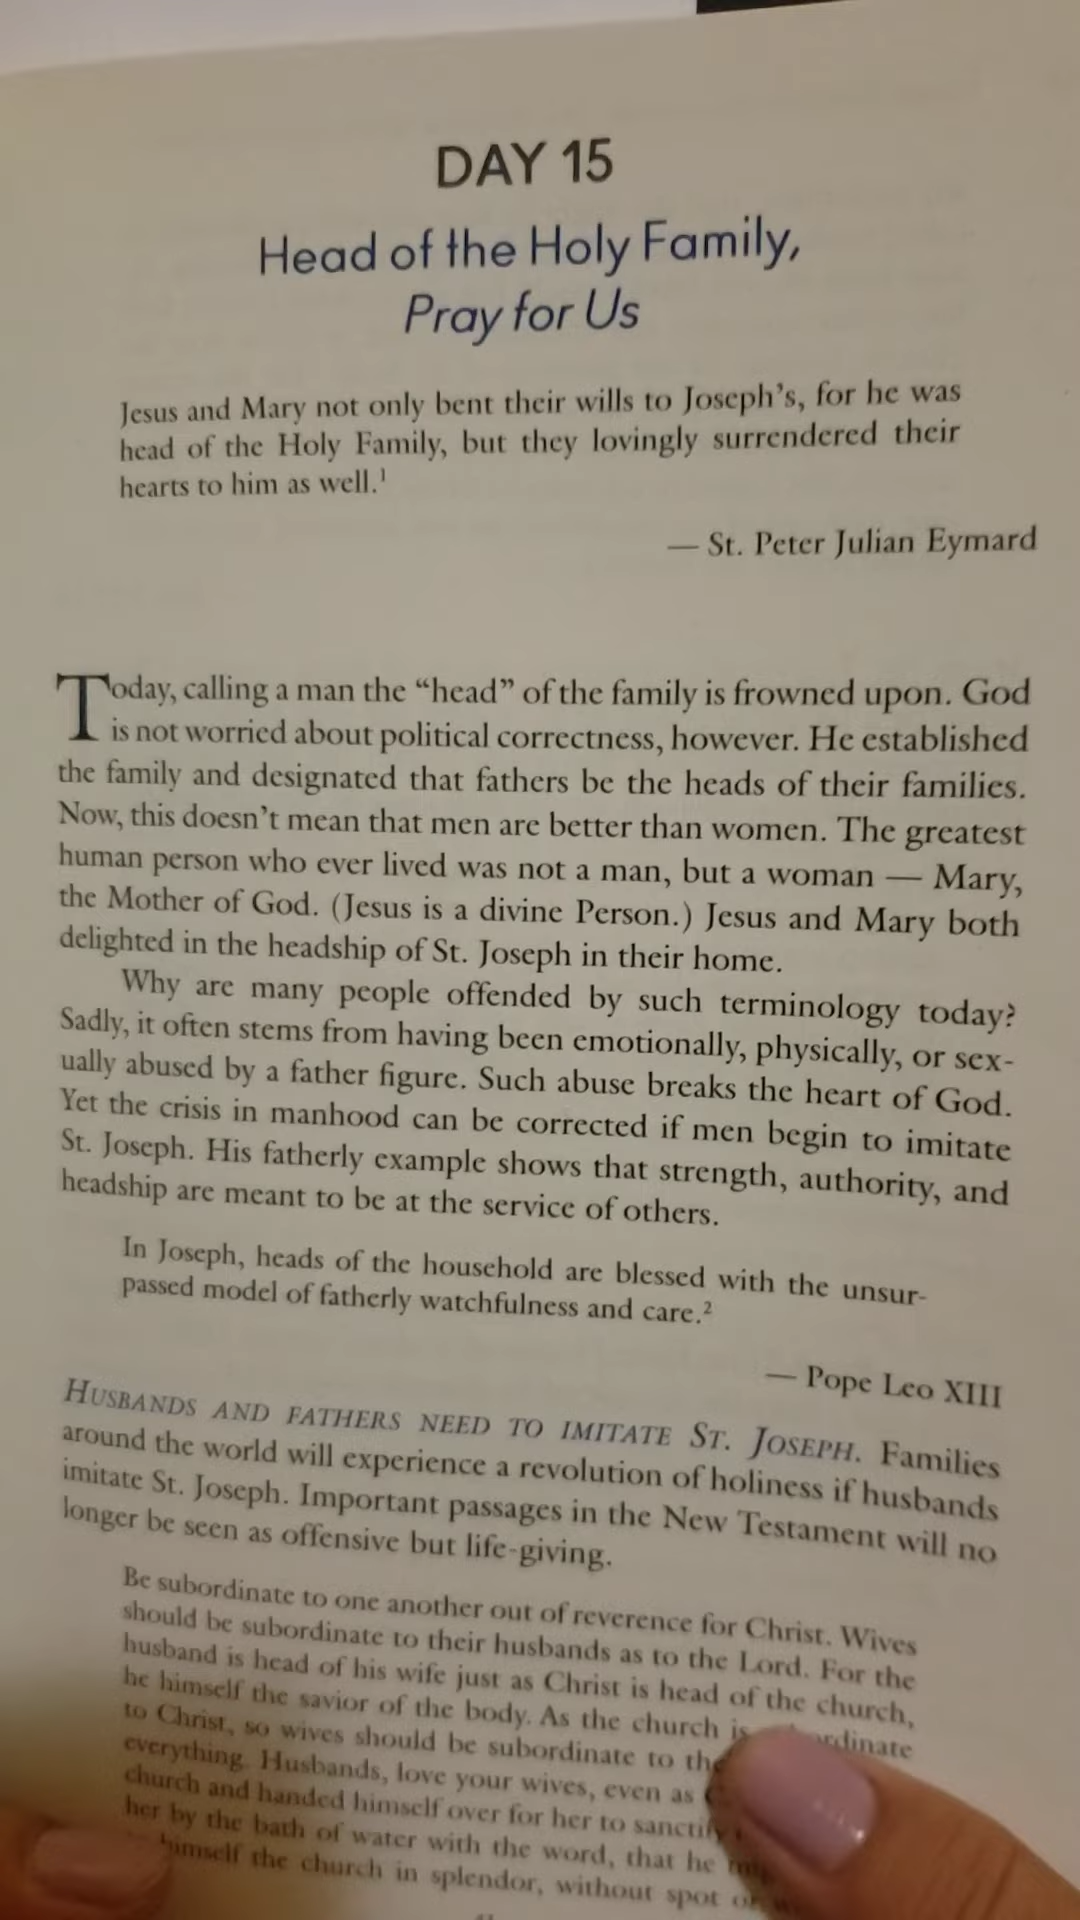 DAY 15
Head of the Holy Family,
Pray for Us
Jesus and Mary not only bent their wills to Joseph's, for he was
head of the Holy Family, but they lovingly surrendered their
hearts to him as well.¹
— St. Peter Julian Eymard
Today, calling a man the “head” of the family is frowned upon. God
is not worried about political correctness, however. He established
the family and designated that fathers be the heads of their families.
Now, this doesn't mean that men are better than women. The greatest
human person who ever lived was not a man, but a woman — Mary,
the Mother of God. (Jesus is a divine Person.) Jesus and Mary both
delighted in the headship of St. Joseph in their home.
Why are many people offended by such terminology today?
Sadly, it often stems from having been emotionally, physically, or sex-
ually abused by a father figure. Such abuse breaks the heart of God.
Yet the crisis in manhood can be corrected if men begin to imitate
St. Joseph. His fatherly example shows that strength, authority, and
headship are meant to be at the service of others.
In Joseph, heads of the household are blessed with the unsur-
passed model of fatherly watchfulness and care.²
— Pope Leo XIII
HUSBANDS AND FATHERS NEED TO IMITATE ST. JOSEPH. Families
around the world will experience a revolution of holiness if husbands
imitate St. Joseph. Important passages in the New Testament will no
longer be seen as offensive but life-giving.
Be subordinate to one another out of reverence for Christ. Wives
should be subordinate to their husbands as to the Lord. For the
husband is head of his wife just as Christ is head of the church,
he himself the savior of the body. As the church is
to Christ, so wives should be subordinate to
everything. Husbands, love your wives, even as
church and handed himself over for her to sanctify
her by the bath of water with the word, that he
himself the church in splendor, without spot